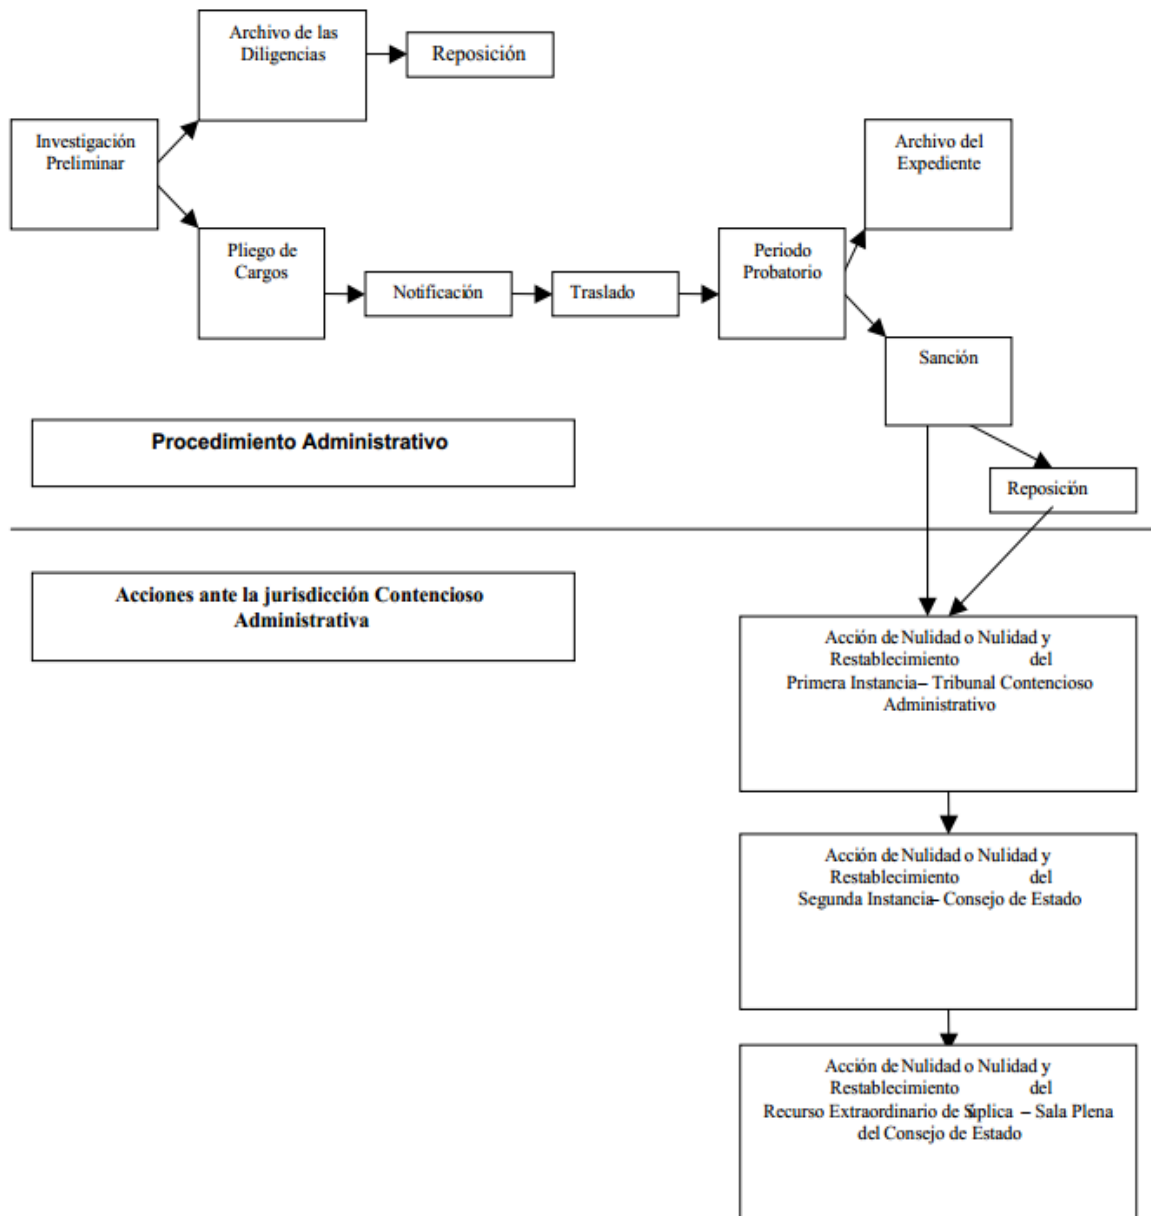 Archivo de las
Diligencias
Reposición
Investigación
Preliminar
Archivo del
Expediente
Pliego de
Cargos
Notificación
Traslado
Periodo
Probatorio
Sanción
Procedimiento Administrativo
Reposición
Acciones ante la jurisdicción Contencioso
Administrativa
Acción de Nulidad o Nulidad y
Restablecimiento del
Primera Instancia– Tribunal Contencioso
Administrativo
Acción de Nulidad o Nulidad y
Restablecimiento del
Segunda Instancia– Consejo de Estado
Acción de Nulidad o Nulidad y
Restablecimiento del
Recurso Extraordinario de Súplica – Sala Plena
del Consejo de Estado